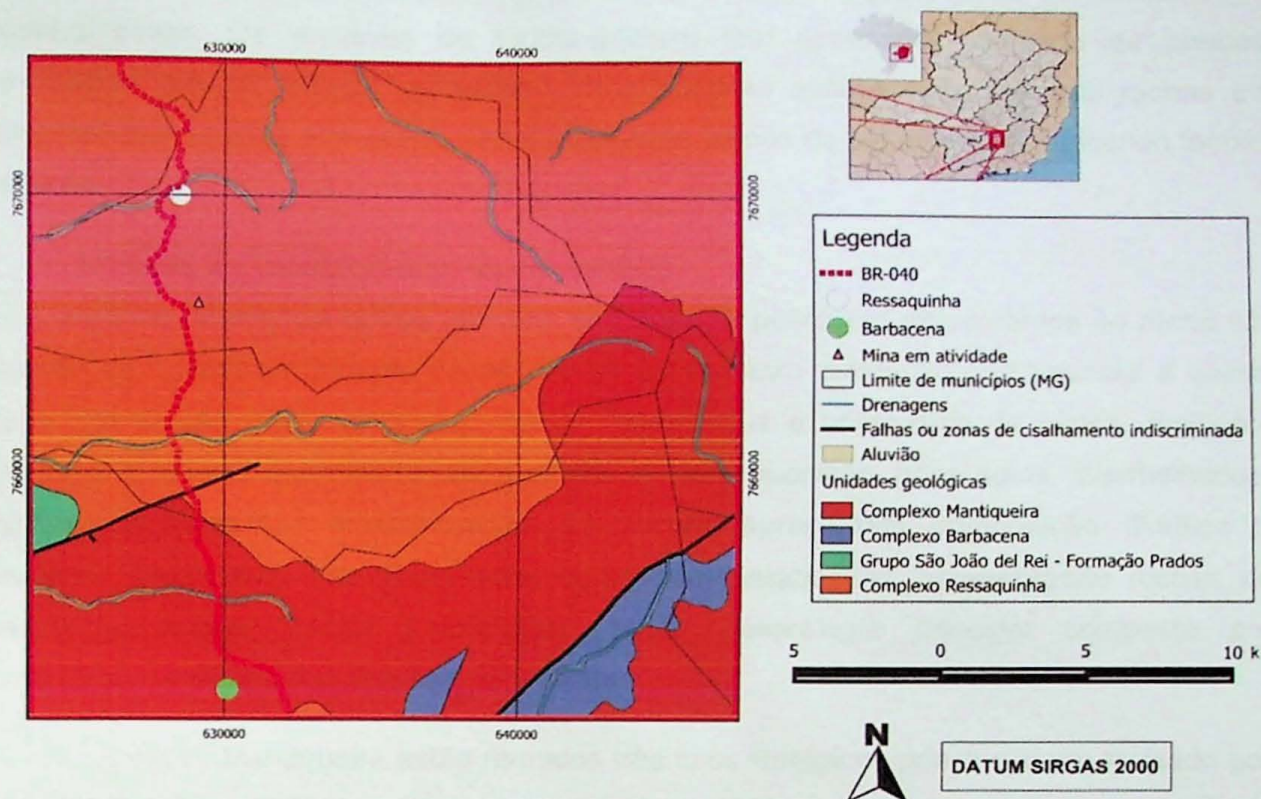 630000
640000
7670000
7670000
7660000
7660000
630000
640000
Legenda
BR-040
Ressaquinha
Barbacena
Mina em atividade
Limite de municípios (MG)
Drenagens
Falhas ou zonas de cisalhamento indiscriminada
Aluvião
Unidades geológicas
Complexo Mantiqueira
Complexo Barbacena
Grupo São João del Rei - Formação Prados
Complexo Ressaquinha
5 0 5 10 k
N
DATUM SIRGAS 2000